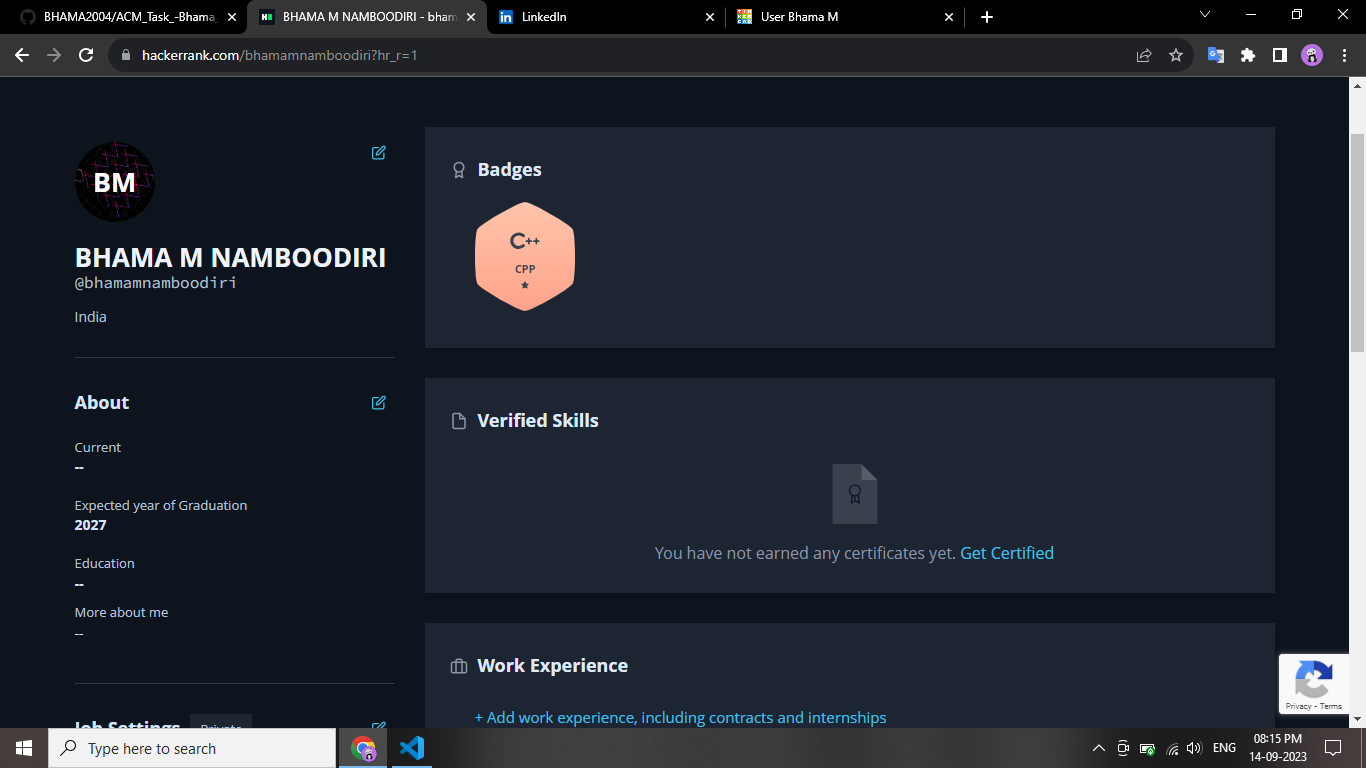 BHAMA2004/ACM_Task_-Bhama_
BHAMA M NAMBOODIRI - bham
LinkedIn
User Bhama M
hackerrank.com/bhamamnamboodiri?hr_r=1
BM
BHAMA M NAMBOODIRI
@bhamamnamboodiri
India
About
Current
--
Expected year of Graduation
2027
Education
--
More about me
--
Job Settings
Private
Badges
C++
CPP
Verified Skills
You have not earned any certificates yet. Get Certified
Work Experience
+ Add work experience, including contracts and internships
Privacy - Terms
Type here to search
ENG
08:15 PM
14-09-2023